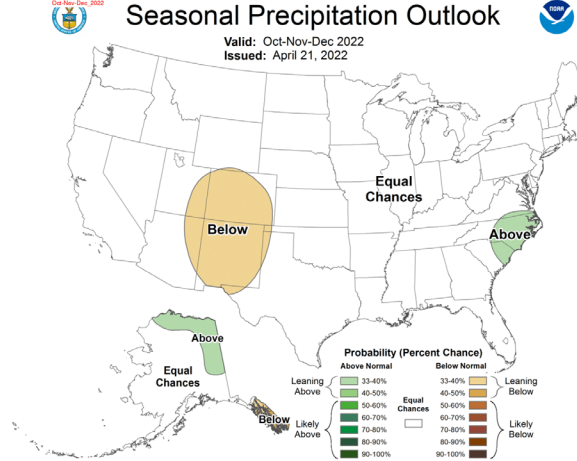 Oct-Nov-Dec_2022
Seasonal Precipitation Outlook
NOAA
Valid: Oct-Nov-Dec 2022
Issued: April 21, 2022
Equal
Chances
Below
Above
Above
Equal
Chances
Below
Probability (Percent Chance)
Above Normal
Below Normal
Leaning
Above
33-40%
40-50%
Likely
Above
50-60%
60-70%
70-80%
80-90%
90-100%
Equal
Chances
33-40%
40-50%
Leaning
Below
50-60%
60-70%
70-80%
80-90%
90-100%
Likely
Below